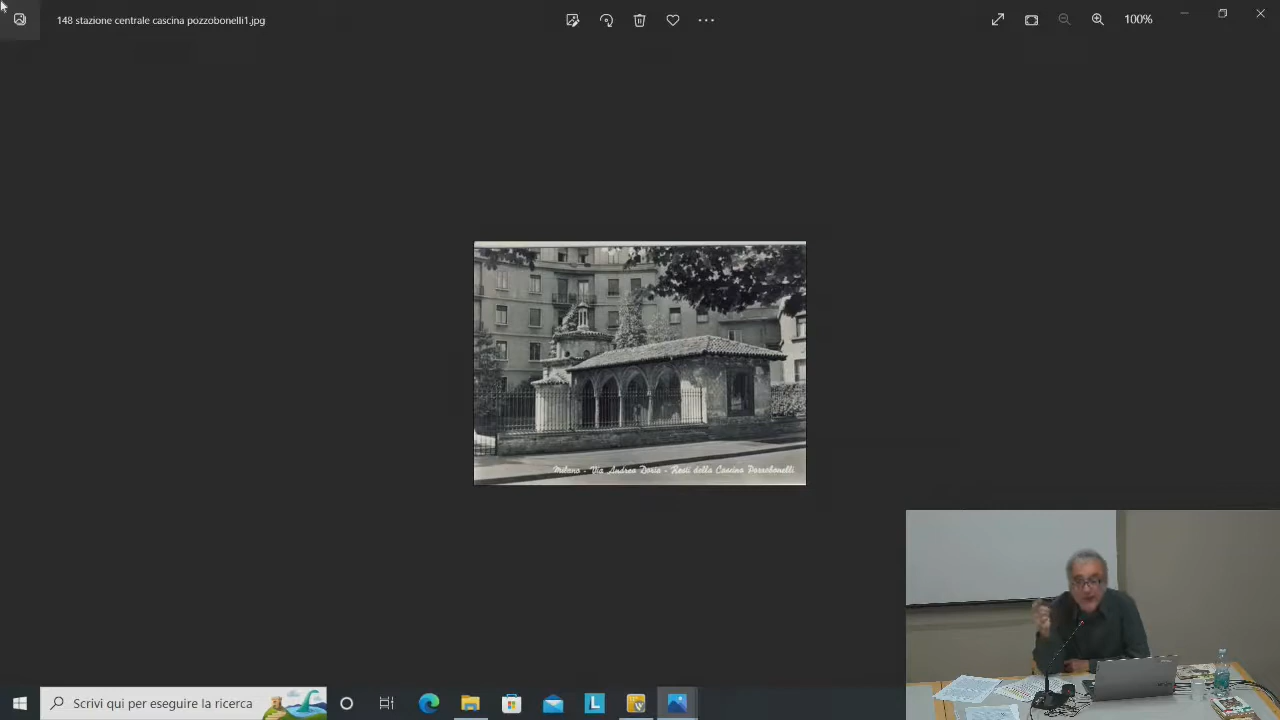 148 stazione centrale cascina pozzobonelli1.jpg
100%
Milano - Via Andrea Doria - Resti della Cascina Pozzobonelli
Scrivi qui per eseguire la ricerca
L